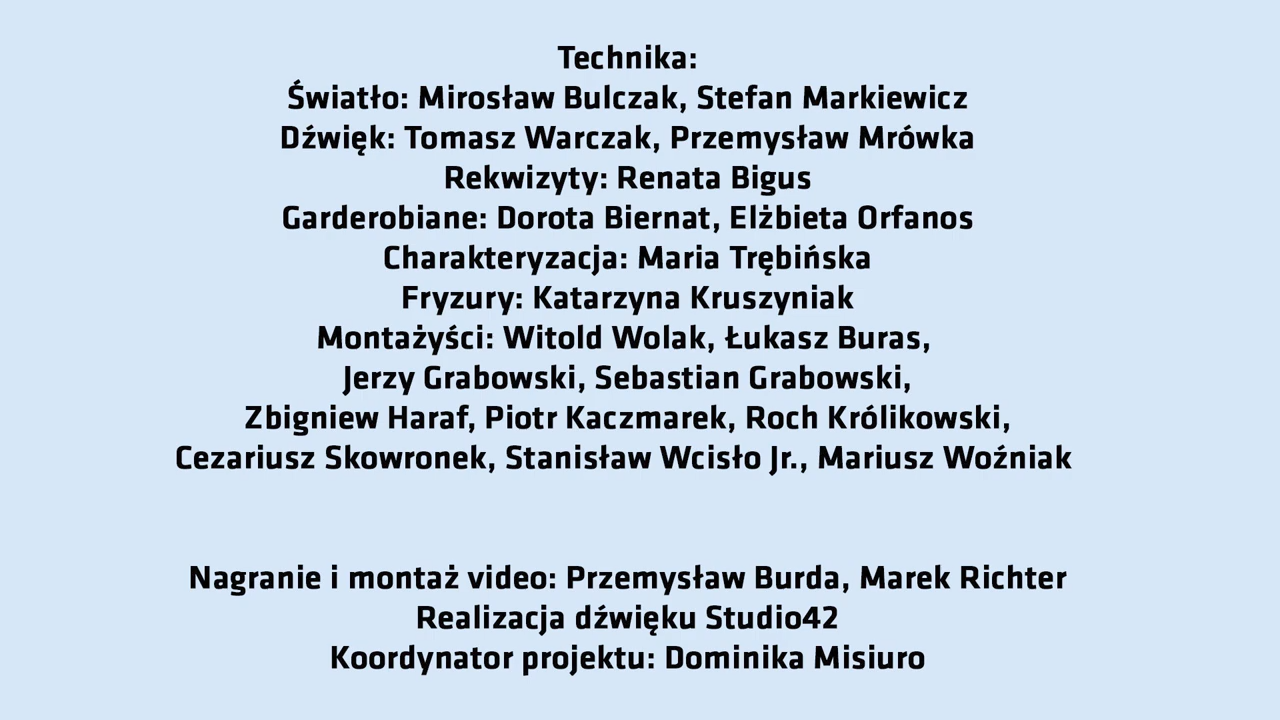 Technika:
Światło: Mirosław Bulczak, Stefan Markiewicz
Dźwięk: Tomasz Warczak, Przemysław Mrówka
Rekwizyty: Renata Bigus
Garderobiane: Dorota Biernat, Elżbieta Orfanos
Charakteryzacja: Maria Trębińska
Fryzury: Katarzyna Kruszyniak
Montażyści: Witold Wolak, Łukasz Buras,
Jerzy Grabowski, Sebastian Grabowski,
Zbigniew Haraf, Piotr Kaczmarek, Roch Królikowski,
Cezariusz Skowronek, Stanisław Wcisło Jr., Mariusz Woźniak
Nagranie i montaż video: Przemysław Burda, Marek Richter
Realizacja dźwięku Studio42
Koordynator projektu: Dominika Misiuro